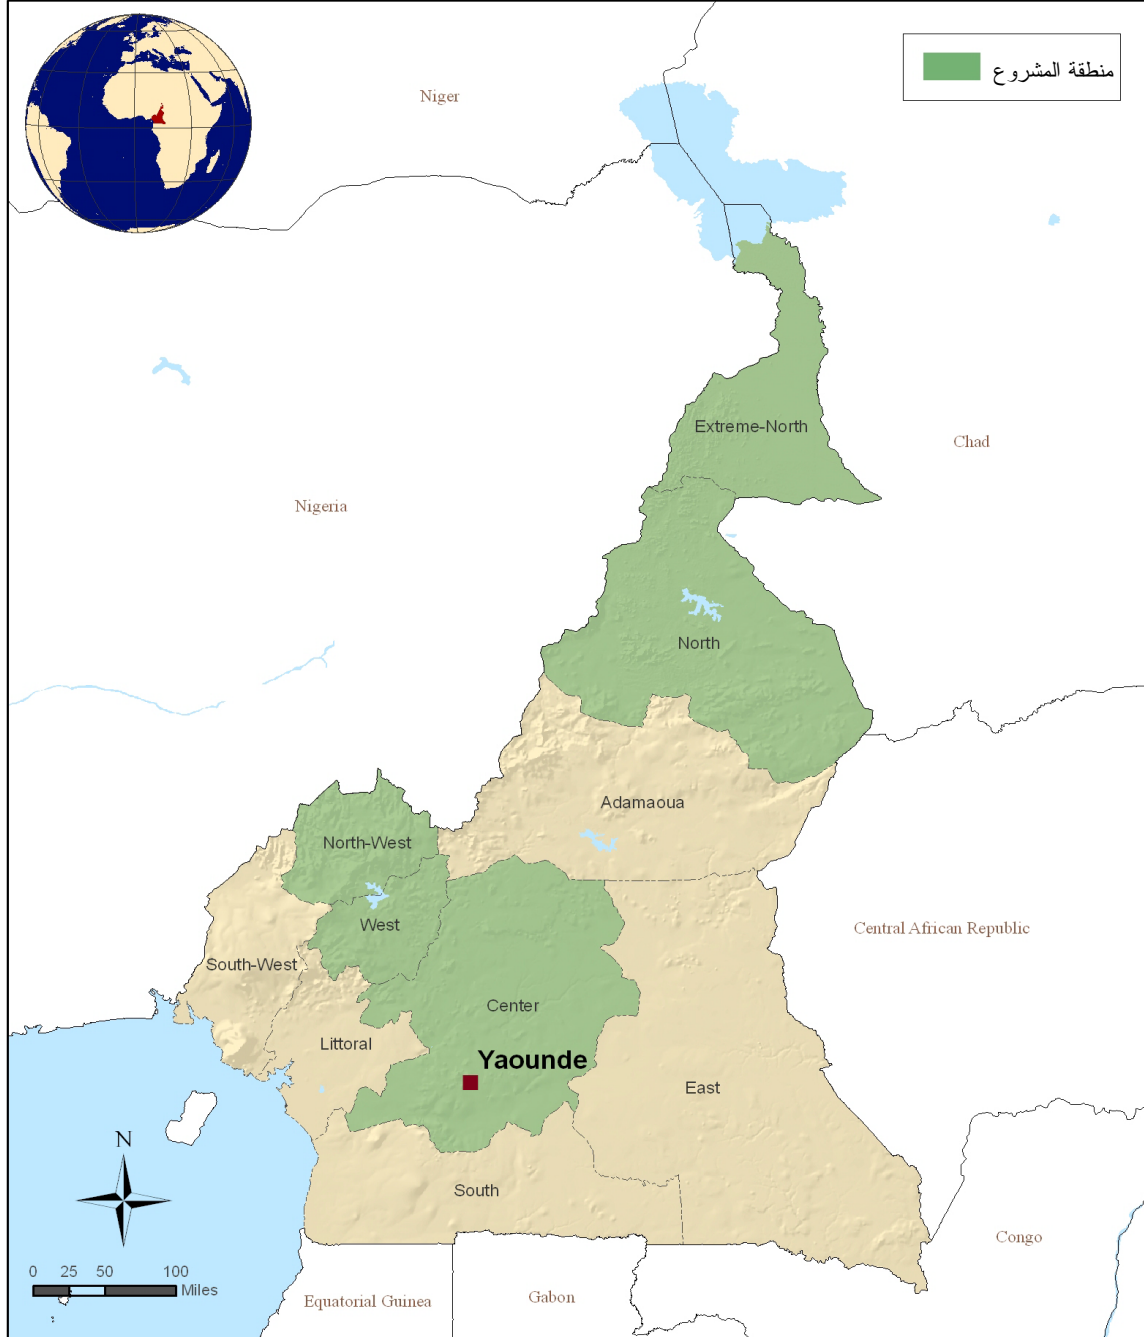 منطقة المشروع
Niger
Chad
Extreme-North
Nigeria
North
Adamaoua
North-West
West
Central African Republic
South-West
Center
Littoral
Yaounde
East
N
South
Congo
0 25 50 100
Miles
Equatorial Guinea
Gabon